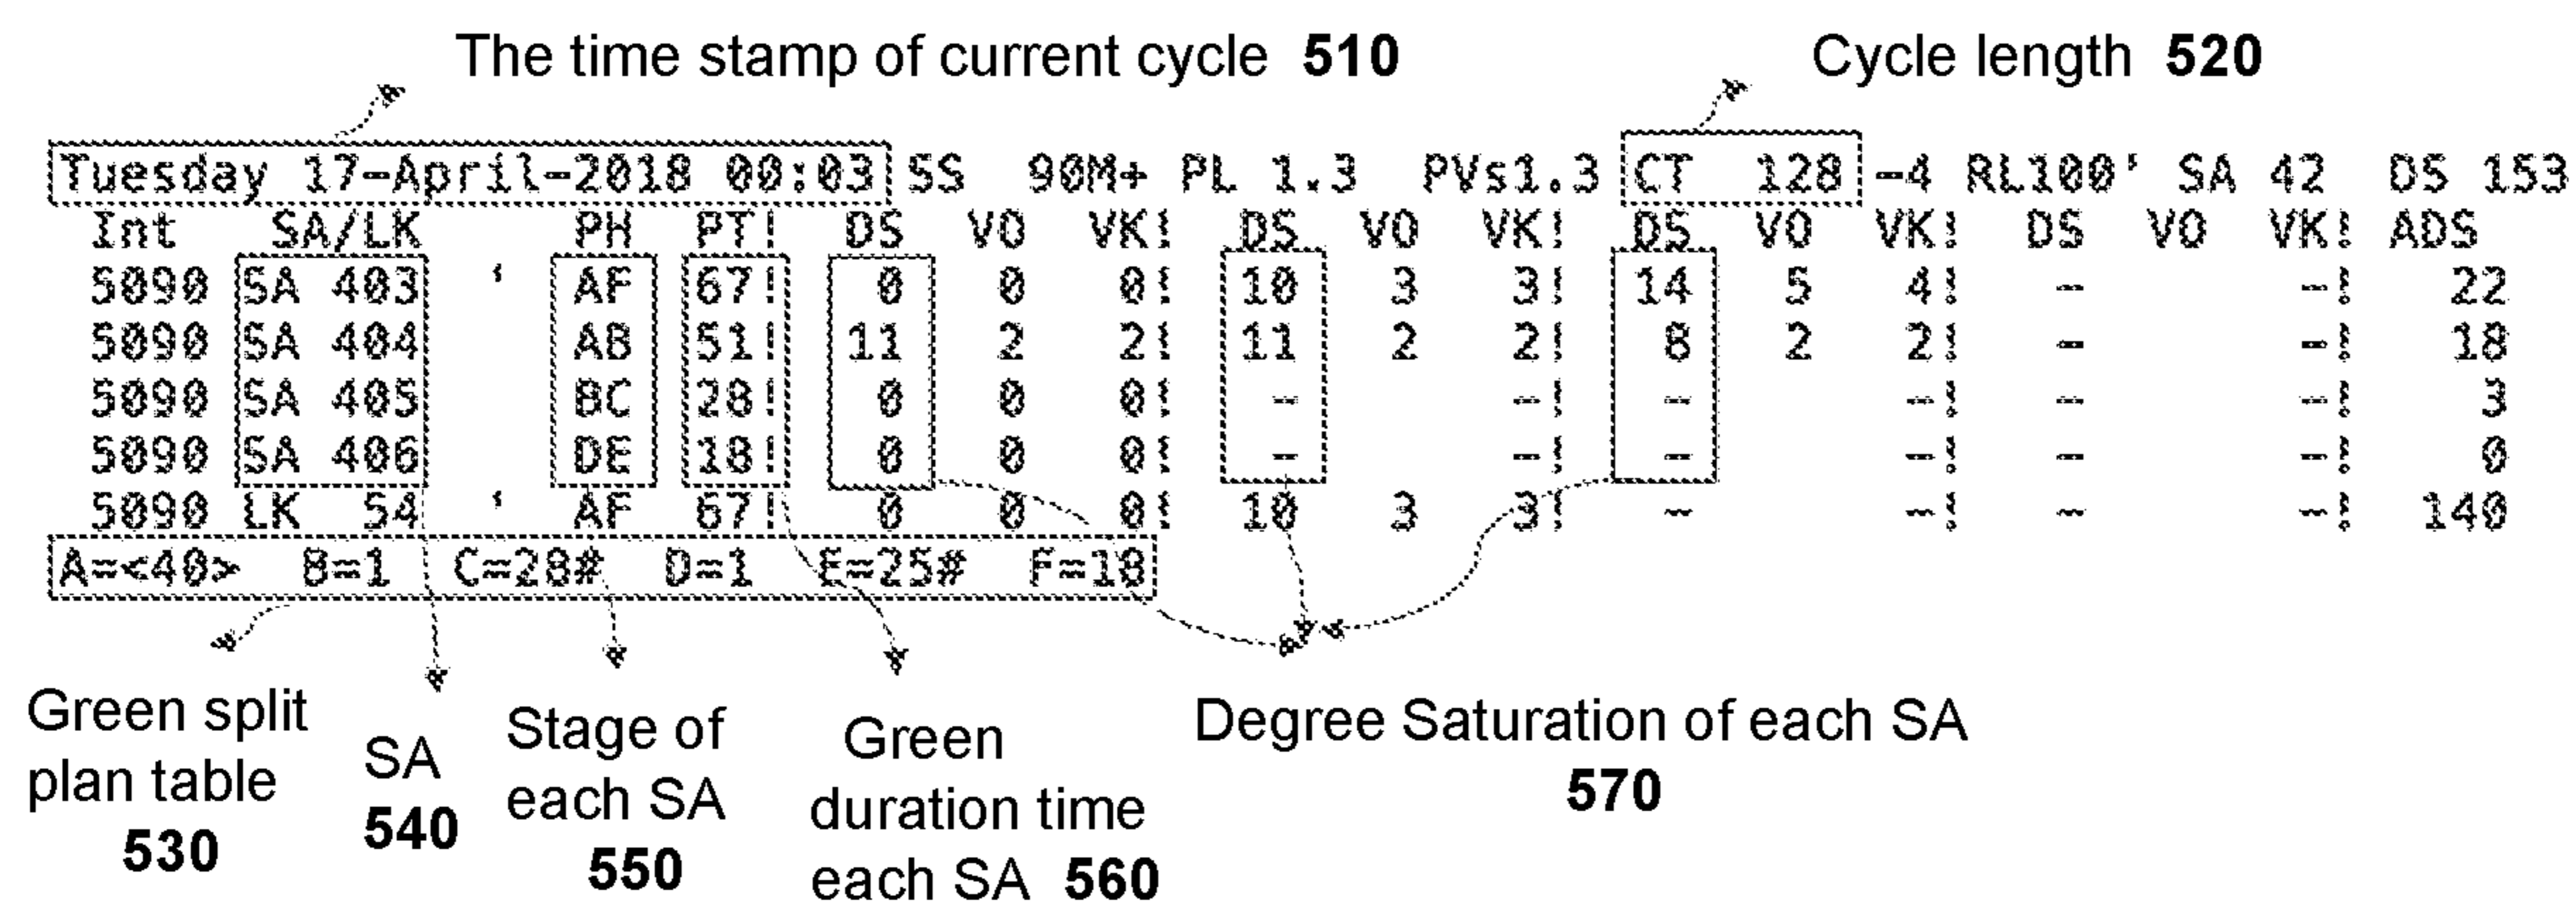 The time stamp of current cycle 510
Cycle length 520
Tuesday 17-April-2018 00:03 SS 90M+ PL 1.3 PVs1.3 CT 128 -4 RL100' SA 42 DS 153
Int SA/LK PH PT! DS VO VK! DS VO VK! DS VO VK! DS VO VK! ADS
5090 SA 403 ' AF 67! 0 0 0! 10 3 3! 14 5 4! - -! 22
5090 SA 404 AB 51! 11 2 2! 11 2 2! 8 2 2! - -! 18
5090 SA 405 BC 28! 0 0 0! - -! - -! - -! 3
5090 SA 406 DE 18! 0 0 0! - -! - -! - -! 0
5090 LK 54 ' AF 67! 0 0 0! 10 3 3! - -! - -! 140
A=<40> B=1 C=28# D=1 E=25# F=18
Green split
plan table
530
SA
540
Stage of
each SA
550
Green
duration time
each SA 560
Degree Saturation of each SA
570